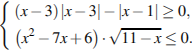 { (x − 3) |x − 3| − |x − 1| ≥ 0,
(x² − 7x + 6) · √(11 − x) ≤ 0.